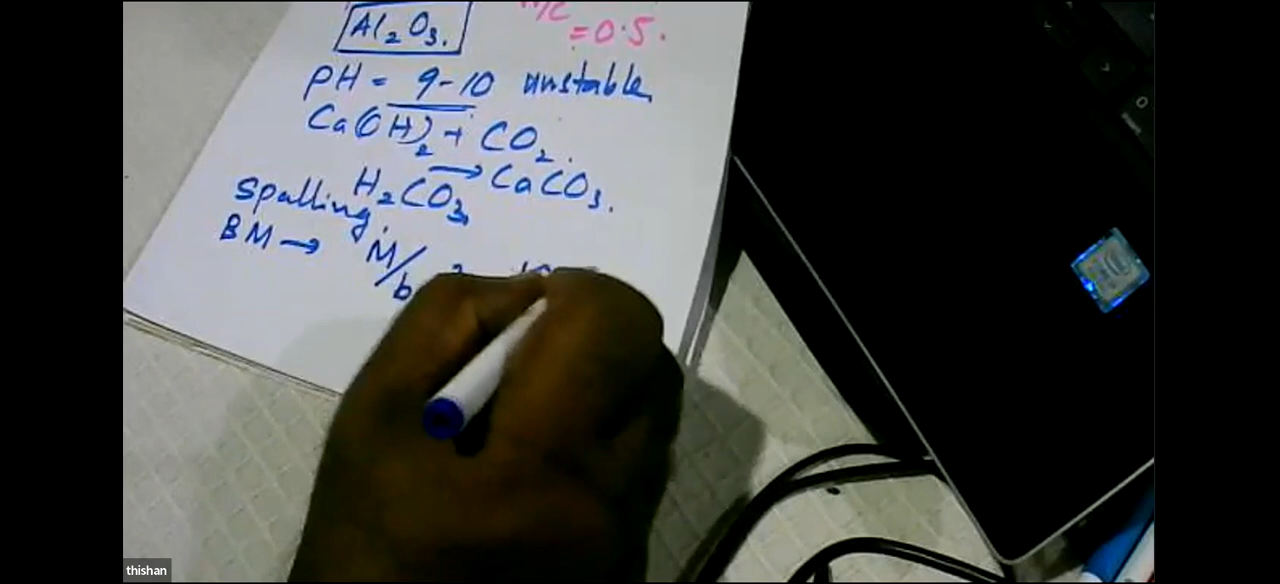 Al₂O₃.
= 0.5.
PH = 9-10 unstable
Ca(OH)₂ + CO₂.
H₂CO₃ → CaCO₃.
Spalling.
BM → M/b
thishan